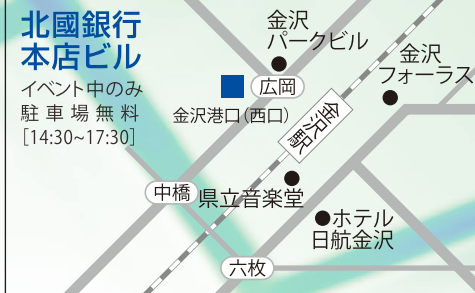 北國銀行
本店ビル
イベント中のみ
駐車場無料
[14:30~17:30]
金沢
パークビル
金沢
フォーラス
広岡
金沢港口(西口)
金沢駅
中橋
県立音楽堂
ホテル
日航金沢
六枚